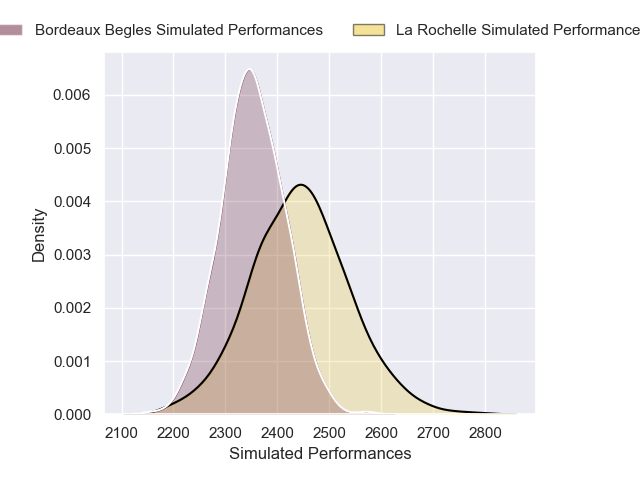 Bordeaux Begles Simulated Performances
La Rochelle Simulated Performance
0.006
0.005
0.004
0.003
0.002
0.001
0.000
Density
2100 2200 2300 2400 2500 2600 2700 2800
Simulated Performances